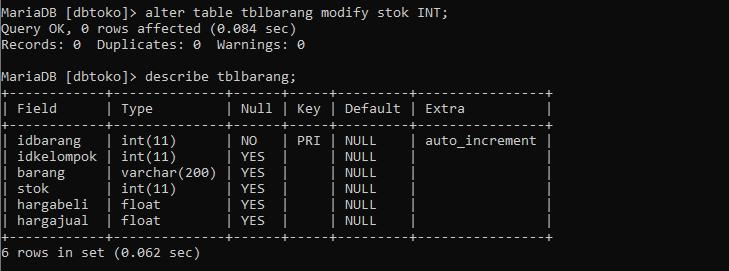 MariaDB [dbtoko]> alter table tblbarang modify stok INT;
Query OK, 0 rows affected (0.084 sec)
Records: 0  Duplicates: 0  Warnings: 0

MariaDB [dbtoko]> describe tblbarang;
+------------+--------------+------+-----+---------+----------------+
| Field      | Type         | Null | Key | Default | Extra          |
+------------+--------------+------+-----+---------+----------------+
| idbarang   | int(11)      | NO   | PRI | NULL    | auto_increment |
| idkelompok | int(11)      | YES  |     | NULL    |                |
| barang     | varchar(200) | YES  |     | NULL    |                |
| stok       | int(11)      | YES  |     | NULL    |                |
| hargabeli  | float        | YES  |     | NULL    |                |
| hargajual  | float        | YES  |     | NULL    |                |
+------------+--------------+------+-----+---------+----------------+
6 rows in set (0.062 sec)